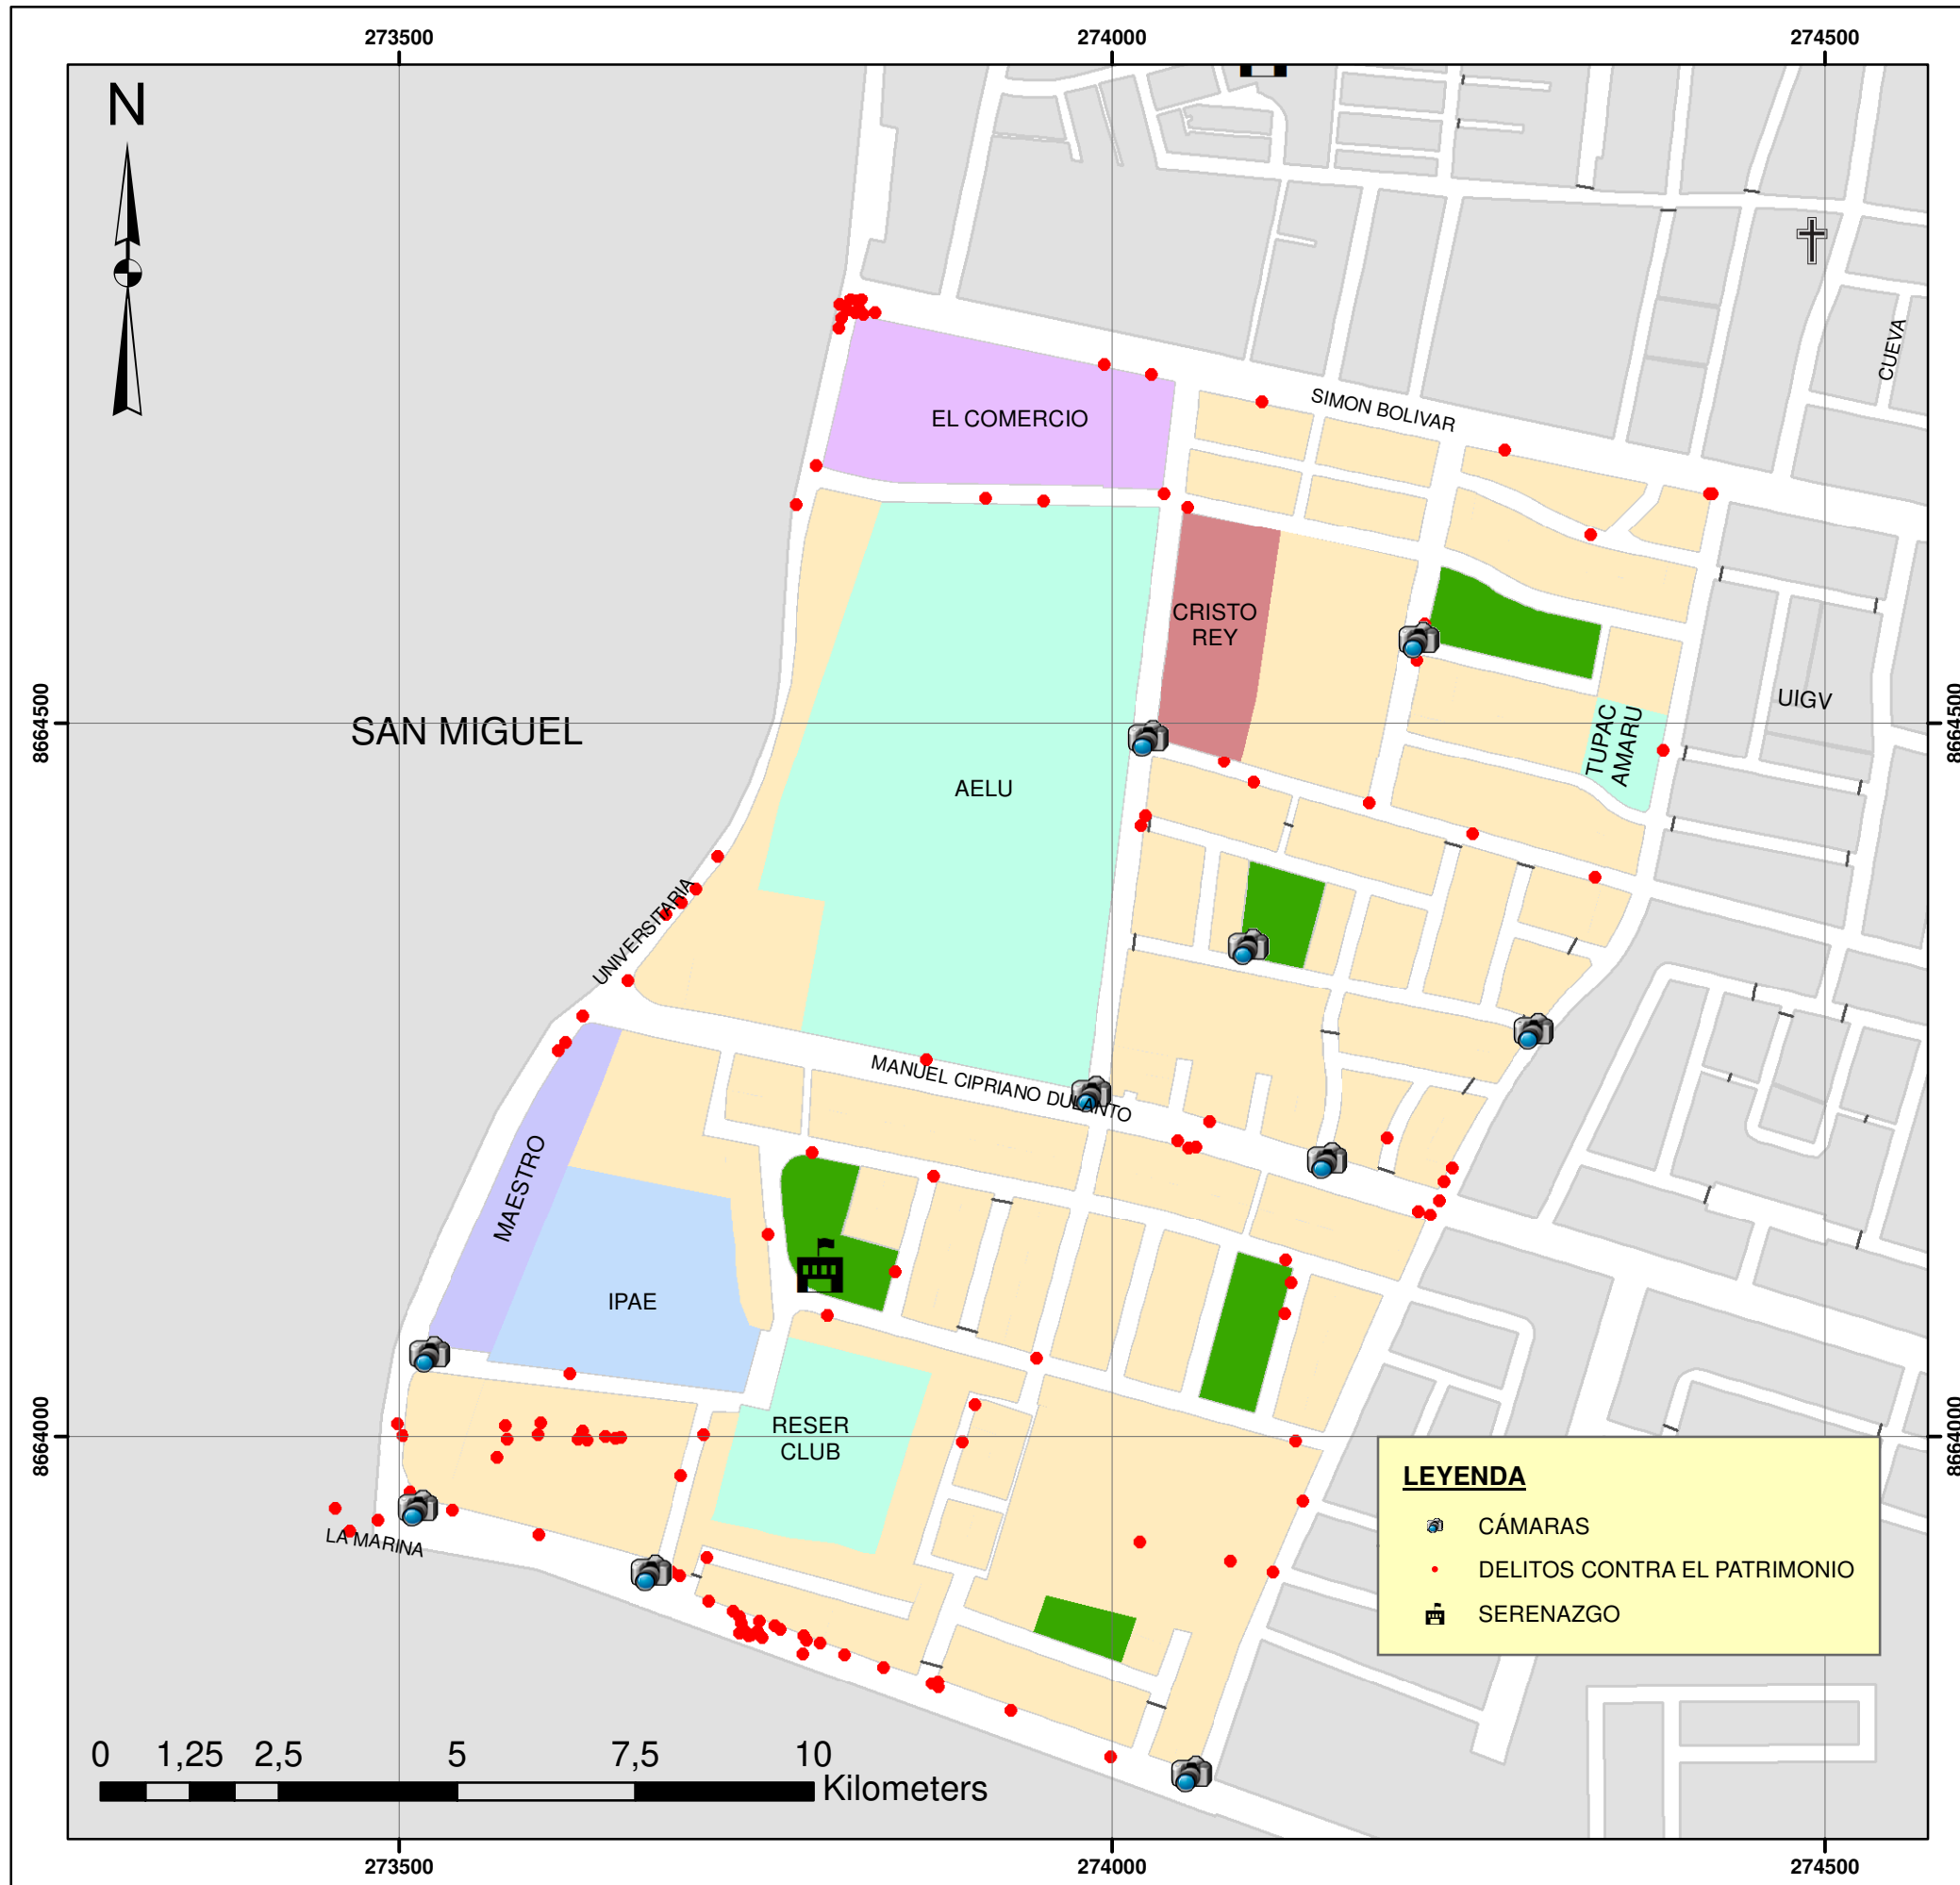 273500
274000
274500
N
CUEVA
SIMON BOLIVAR
EL COMERCIO
CRISTO
REY
8664500
SAN MIGUEL
UIGV
8664500
TUPAC
AMARU
AELU
UNIVERSITARIA
MANUEL CIPRIANO DULANTO
MAESTRO
IPAE
RESER
CLUB
8664000
8664000
LEYENDA
CÁMARAS
DELITOS CONTRA EL PATRIMONIO
SERENAZGO
LA MARINA
0 1,25 2,5 5 7,5 10
Kilometers
273500
274000
274500